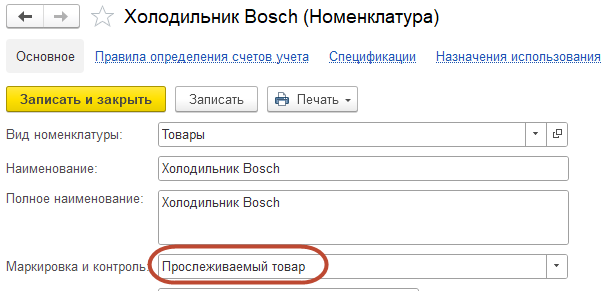 Холодильник Bosch (Номенклатура)
Основное Правила определения счетов учета Спецификации Назначения использования
Записать и закрыть Записать Печать
Вид номенклатуры: Товары
Наименование: Холодильник Bosch
Полное наименование: Холодильник Bosch
Маркировка и контроль: Прослеживаемый товар